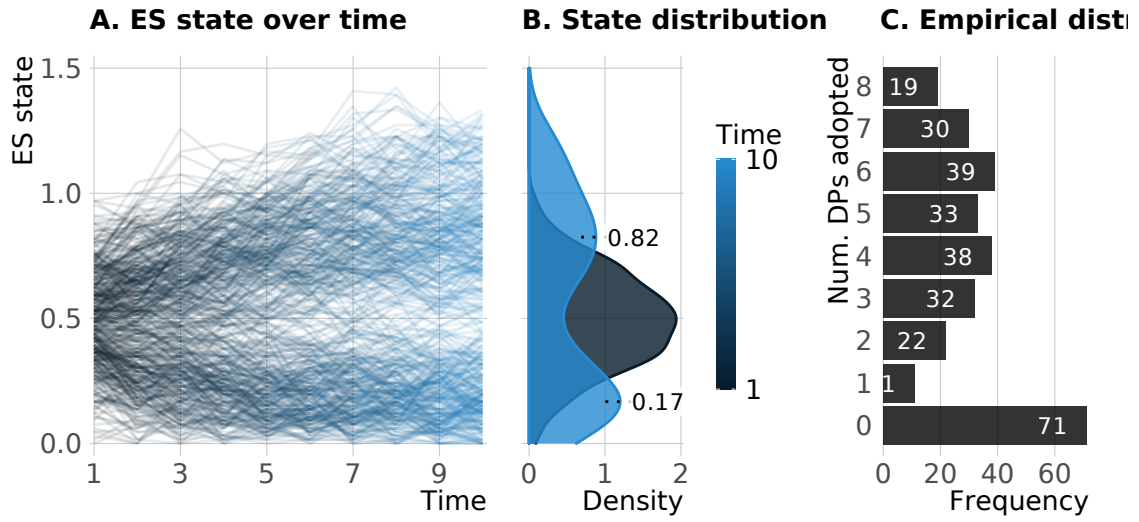 A. ES state over time
ES state
1.5
1.0
0.5
0.0
1 3 5 7 9
Time
B. State distribution
0.82
0.17
0 1 2
Density
Time
10
1
C. Empirical distr
Num. DPs adopted
8 19
7 30
6 39
5 33
4 38
3 32
2 22
1 1
0 71
0 20 40 60
Frequency